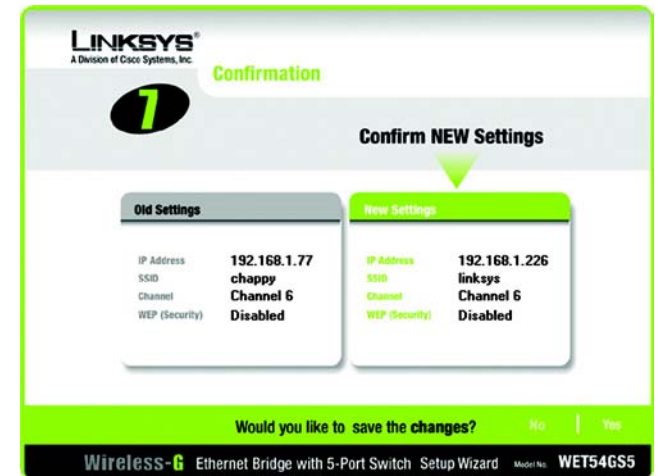 LINKSYS®
A Division of Cisco Systems, Inc.
Confirmation
7
Confirm NEW Settings
Old Settings
IP Address 192.168.1.77
SSID chappy
Channel Channel 6
WEP (Security) Disabled
New Settings
IP Address 192.168.1.226
SSID linksys
Channel Channel 6
WEP (Security) Disabled
Would you like to save the changes? No Yes
Wireless-G Ethernet Bridge with 5-Port Switch Setup Wizard Model No. WET54GS5